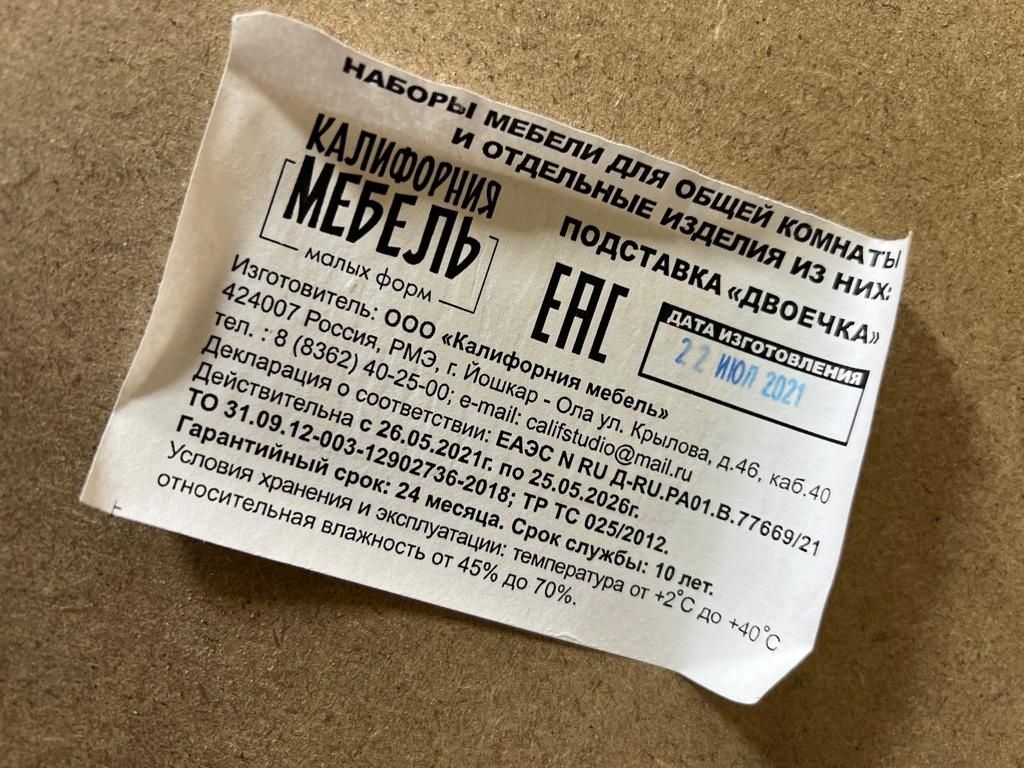 НАБОРЫ МЕБЕЛИ ДЛЯ ОБЩЕЙ КОМНАТЫ
И ОТДЕЛЬНЫЕ ИЗДЕЛИЯ ИЗ НИХ:
КАЛИФОРНИЯ
МЕБЕЛЬ
малых форм
ПОДСТАВКА «ДВОЕЧКА»
ЕАС
ДАТА ИЗГОТОВЛЕНИЯ
22 ИЮЛ 2021
Изготовитель: ООО «Калифорния мебель»
424007 Россия, РМЭ, г. Йошкар - Ола ул. Крылова, д.46, каб.40
тел. : 8 (8362) 40-25-00; e-mail: califstudio@mail.ru
Декларация о соответствии: ЕАЭС N RU Д-RU.РА01.В.77669/21
Действительна с 26.05.2021г. по 25.05.2026г.
ТО 31.09.12-003-12902736-2018; ТР ТС 025/2012.
Гарантийный срок: 24 месяца. Срок службы: 10 лет.
Условия хранения и эксплуатации: температура от +2°С до +40°С
относительная влажность от 45% до 70%.